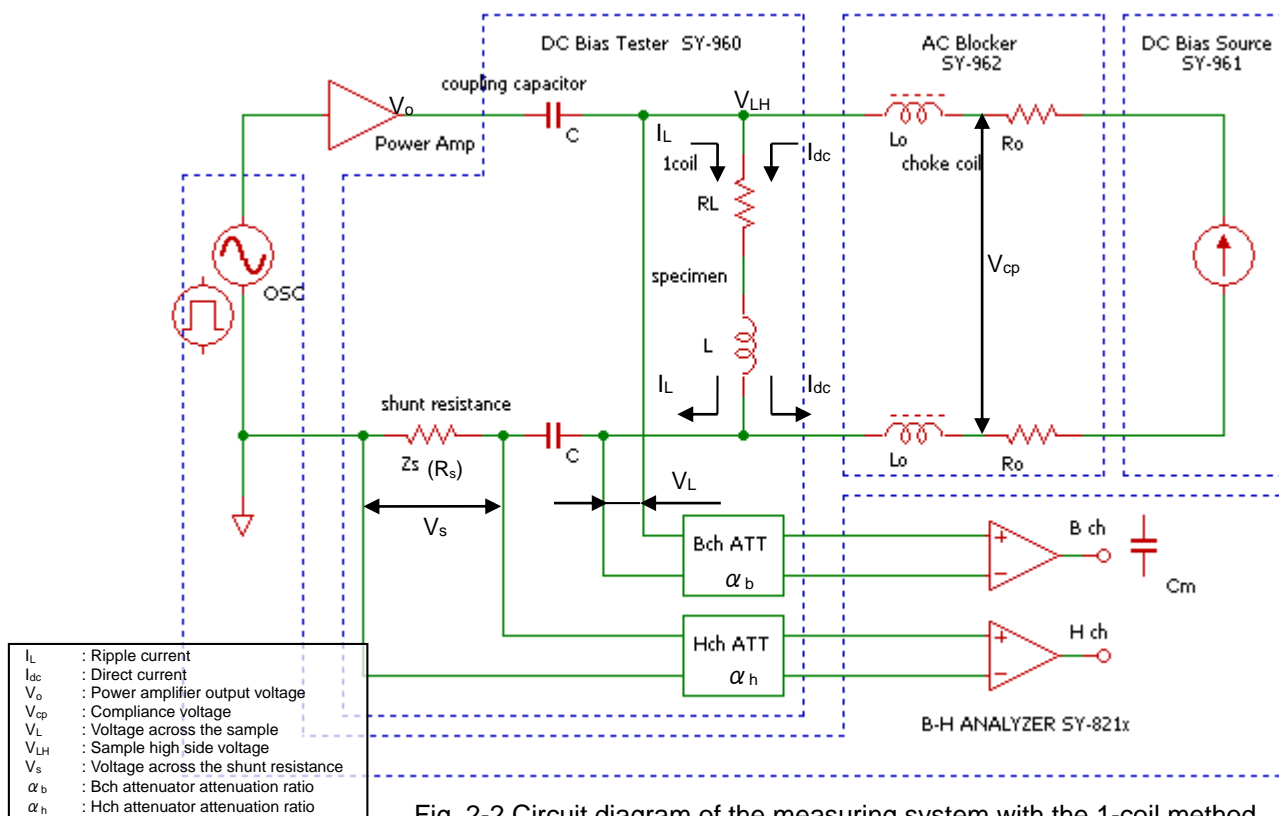 DC Bias Tester SY-960
AC Blocker
SY-962
DC Bias Source
SY-961
coupling capacitor
Vo
Power Amp
C
VLH
IL
1coil
Idc
RL
Lo
choke coil
Ro
Vcp
OSC
specimen
L
IL
Idc
shunt resistance
Zs (Rs)
C
Lo
Ro
VL
Vs
Bch ATT
αb
B ch
Cm
Hch ATT
αh
H ch
B-H ANALYZER SY-821x
IL : Ripple current
Idc : Direct current
Vo : Power amplifier output voltage
Vcp : Compliance voltage
VL : Voltage across the sample
VLH : Sample high side voltage
Vs : Voltage across the shunt resistance
αb : Bch attenuator attenuation ratio
αh : Hch attenuator attenuation ratio
Fig. 2-2 Circuit diagram of the measuring system with the 1-coil method